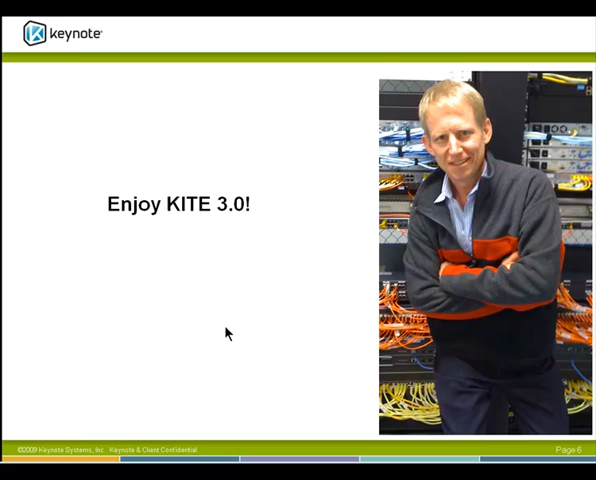 keynote
Enjoy KITE 3.0!
©2009 Keynote Systems, Inc. Keynote & Client Confidential.
Page 6